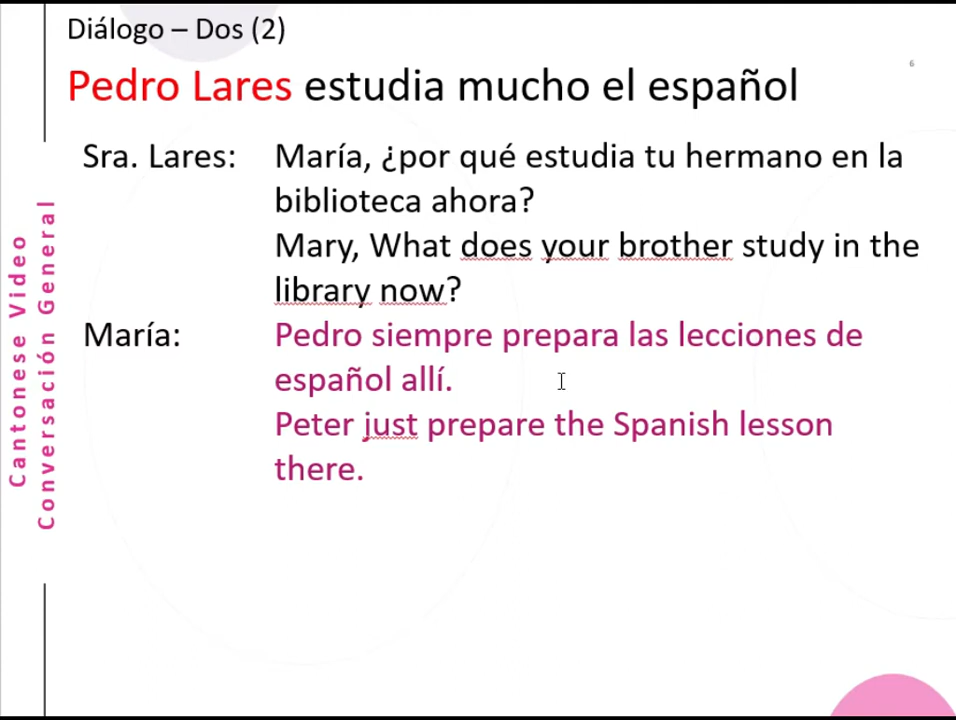 Diálogo – Dos (2)
6
Pedro Lares estudia mucho el español
Sra. Lares: María, ¿por qué estudia tu hermano en la
biblioteca ahora?
Mary, What does your brother study in the
library now?
María: Pedro siempre prepara las lecciones de
español allí.
Peter just prepare the Spanish lesson
there.
Cantonese Video
Conversación General